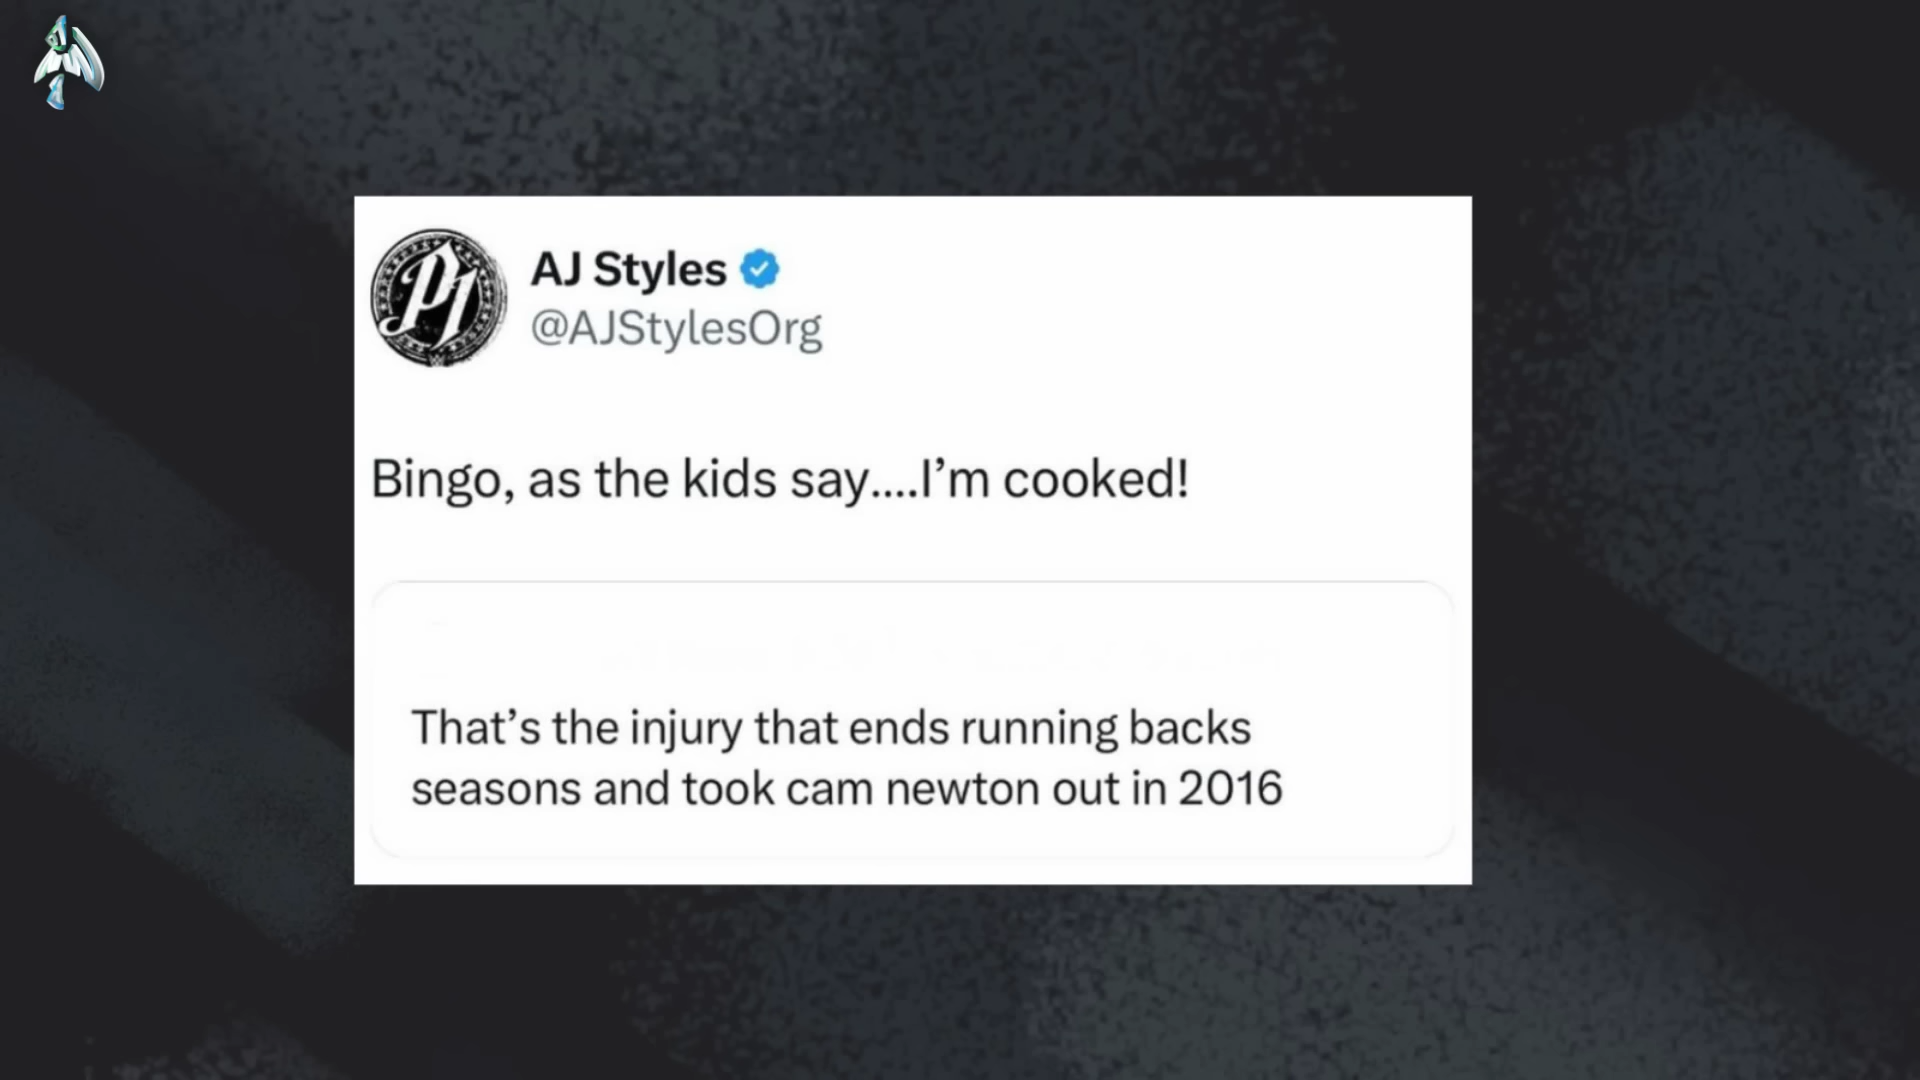 P1
AJ Styles
@AJStylesOrg
Bingo, as the kids say....I’m cooked!
That’s the injury that ends running backs
seasons and took cam newton out in 2016